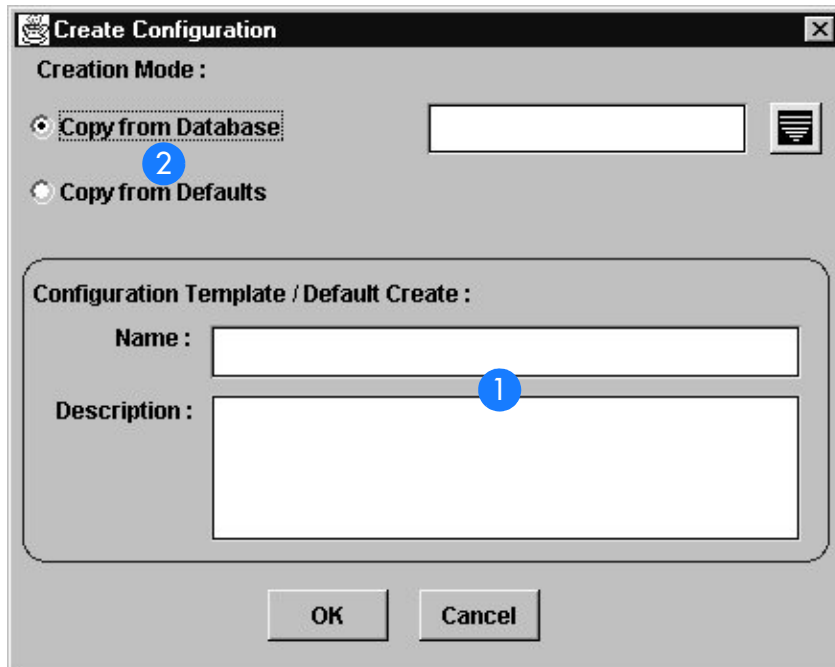 Create Configuration
Creation Mode :
Copy from Database
2
Copy from Defaults
Configuration Template / Default Create :
Name :
1
Description :
OK Cancel